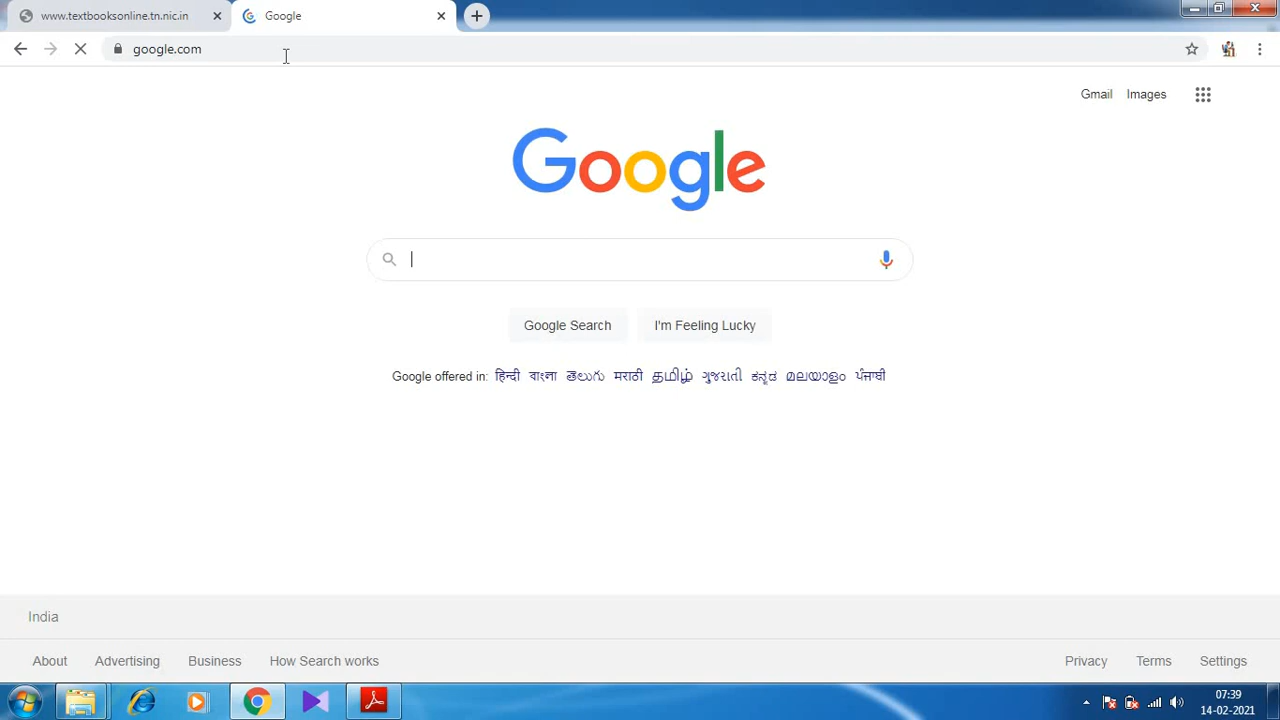 www.textbooksonline.tn.nic.in
Google
google.com
Gmail Images
Google
Google Search
I'm Feeling Lucky
Google offered in: हिन्दी বাংলা తెలుగు मराठी தமிழ் ગુજરાતી ಕನ್ನಡ മലയാളം ਪੰਜਾਬੀ
India
About Advertising Business How Search works
Privacy Terms Settings
07:39
14-02-2021